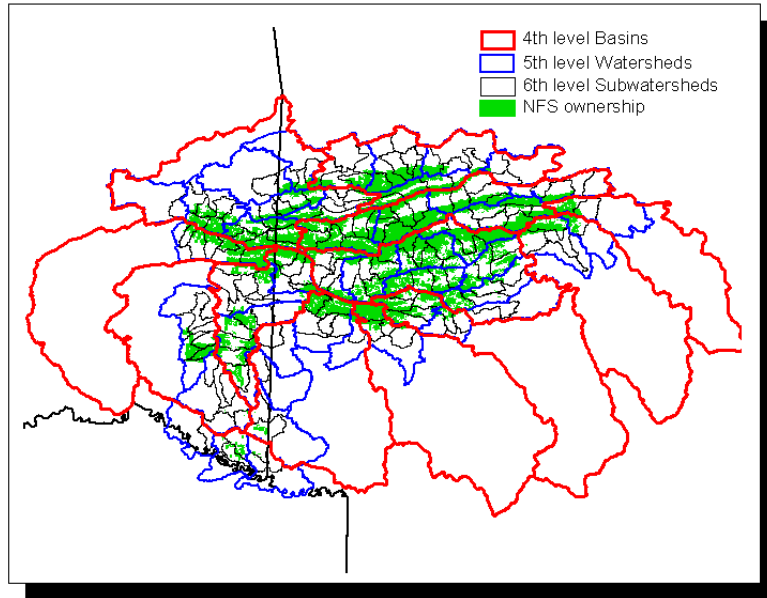 4th level Basins
5th level Watersheds
6th level Subwatersheds
NFS ownership